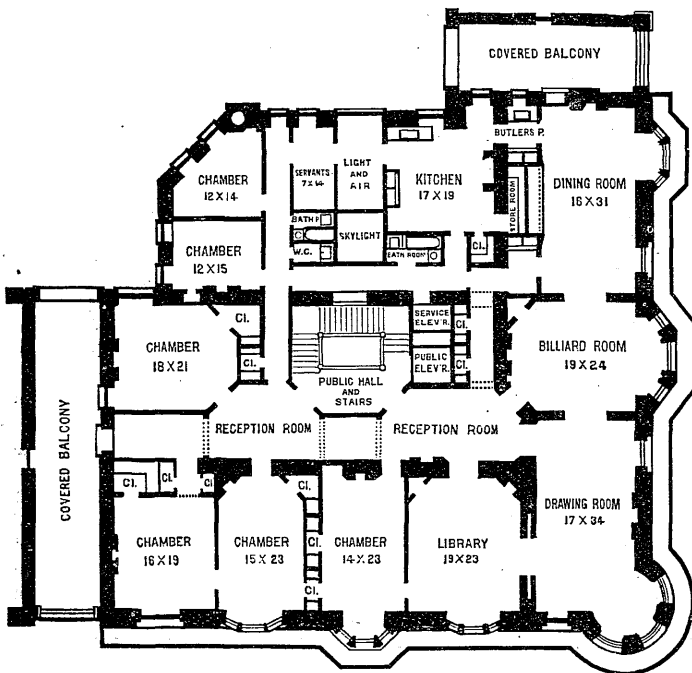 COVERED BALCONY
BUTLERS P.
CHAMBER
12 X 14
SERVANTS
7 X 14
LIGHT
AND
AIR
KITCHEN
17 X 19
STORE ROOM
DINING ROOM
16 X 31
BATH R.
SKYLIGHT
CHAMBER
12 X 15
W.C.
BATH ROOM
Cl.
CHAMBER
18 X 21
Cl.
Cl.
SERVICE
ELEV'R.
PUBLIC
ELEV'R.
Cl.
Cl.
BILLIARD ROOM
19 X 24
PUBLIC HALL
AND
STAIRS
COVERED BALCONY
RECEPTION ROOM
RECEPTION ROOM
Cl.
Cl.
Cl
Cl.
CHAMBER
16 X 19
CHAMBER
15 X 23
Cl.
Cl.
CHAMBER
14 X 23
LIBRARY
19 X 23
DRAWING ROOM
17 X 34